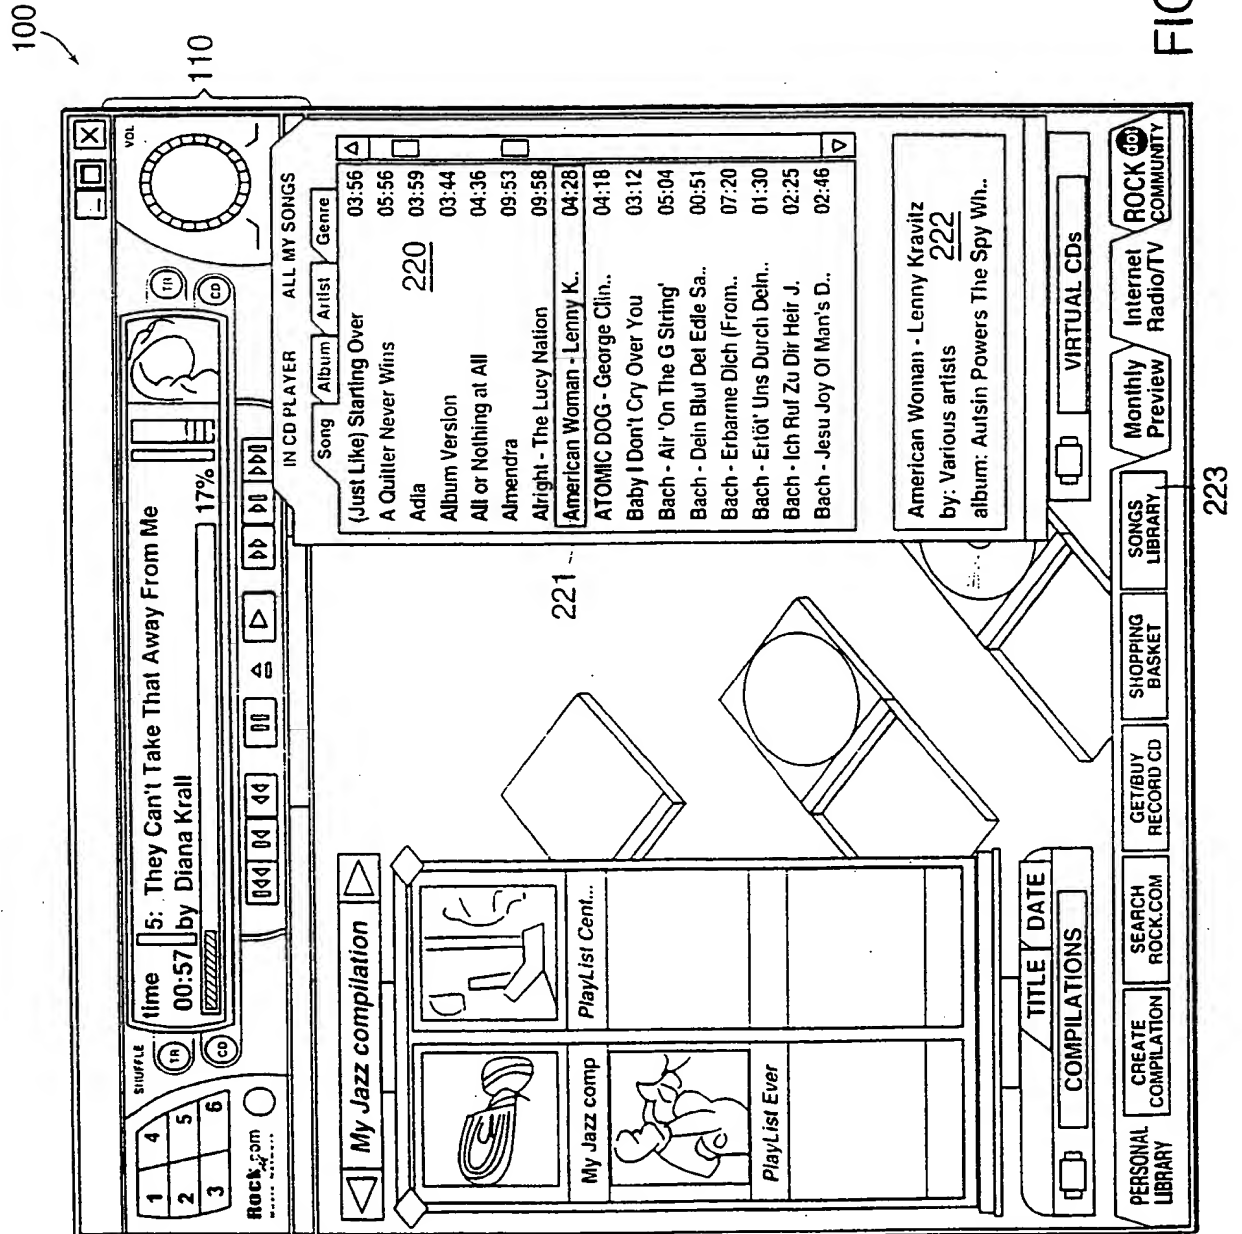 100
110
SHUFFLE
TR
CD
1 4
2 5
3 6
Rock.com
time
00:57
5: They Can't Take That Away From Me
by Diana Krall
17%
TR
CD
VOL
My Jazz compilation
My Jazz comp
PlayList Cent..
PlayList Ever
TITLE DATE
COMPILATIONS
IN CD PLAYER ALL MY SONGS
Song Album Artist Genre
(Just Like) Starting Over 03:56
A Quitter Never Wins 05:56
Adia 03:59
220
Album Version 03:44
All or Nothing at All 04:36
Almendra 09:53
Alright - The Lucy Nation 09:58
American Woman - Lenny K.. 04:28
221
ATOMIC DOG - George Clin.. 04:18
Baby I Don't Cry Over You 03:12
Bach - Air 'On The G String' 05:04
Bach - Dein Blut Det Edle Sa.. 00:51
Bach - Erbarme Dich (From.. 07:20
Bach - Ertöt' Uns Durch Dein.. 01:30
Bach - Ich Ruf Zu Dir Heir J. 02:25
Bach - Jesu Joy Of Man's D.. 02:46
American Woman - Lenny Kravitz
by: Various artists
222
album: Autsin Powers The Spy Wh..
VIRTUAL CDs
PERSONAL
LIBRARY
CREATE
COMPILATION
SEARCH
ROCK.COM
GET/BUY
RECORD CD
SHOPPING
BASKET
SONGS
LIBRARY
Monthly
Preview
Internet
Radio/TV
ROCK go!
COMMUNITY
223
FIG